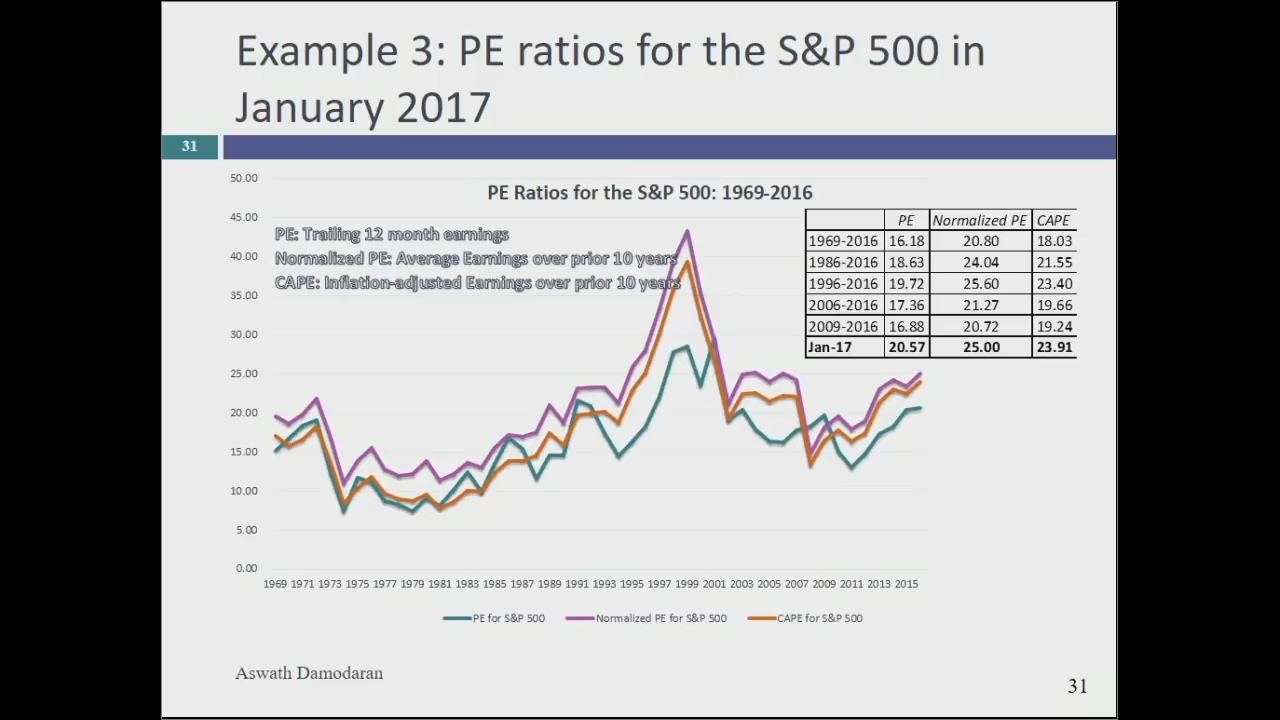 Example 3: PE ratios for the S&P 500 in
January 2017
31
PE Ratios for the S&P 500: 1969-2016
50.00
45.00
40.00
35.00
30.00
25.00
20.00
15.00
10.00
5.00
0.00
PE: Trailing 12 month earnings
Normalized PE: Average Earnings over prior 10 years
CAPE: Inflation-adjusted Earnings over prior 10 years
PE Normalized PE CAPE
1969-2016 16.18 20.80 18.03
1986-2016 18.63 24.04 21.55
1996-2016 19.72 25.60 23.40
2006-2016 17.36 21.27 19.66
2009-2016 16.88 20.72 19.24
Jan-17 20.57 25.00 23.91
1969 1971 1973 1975 1977 1979 1981 1983 1985 1987 1989 1991 1993 1995 1997 1999 2001 2003 2005 2007 2009 2011 2013 2015
PE for S&P 500 Normalized PE for S&P 500 CAPE for S&P 500
Aswath Damodaran
31